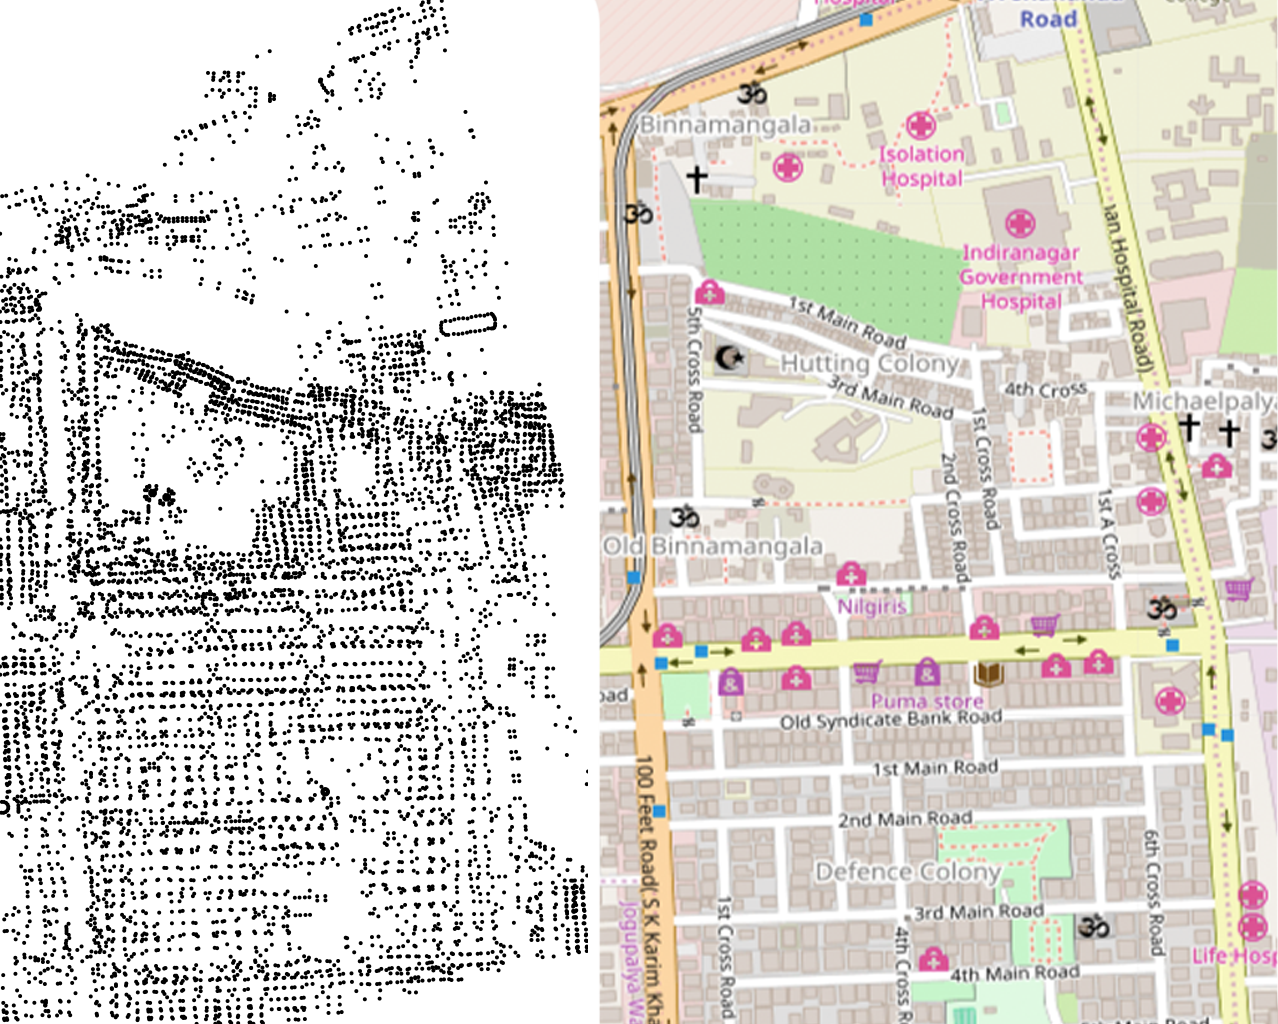 Road
Binnamangala
Isolation
Hospital
Indiranagar
Government
Hospital
1st Main Road
5th Cross Road
Hutting Colony
3rd Main Road
4th Cross
Michaelpaly
1st Cross Road
2nd Cross Road
1st A Cross
Old Binnamangala
Nilgiris
Puma store
Old Syndicate Bank Road
1st Main Road
2nd Main Road
Defence Colony
3rd Main Road
4th Main Road
6th Cross Road
1st Cross Road
4th Cross R
100 Feet Road( S K Karim Kha
Jogupalya Wa
Life Hosp
oad
an Hospital Road)
or